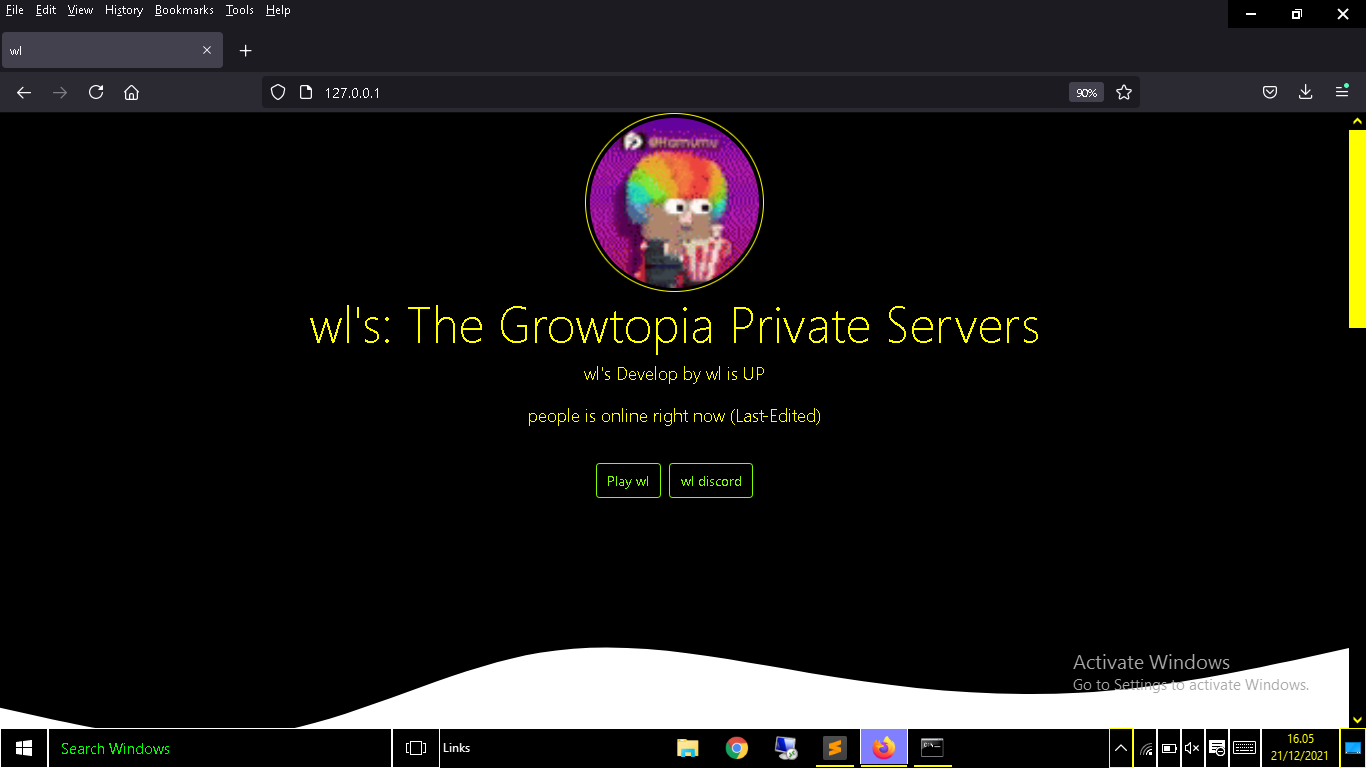 File Edit View History Bookmarks Tools Help
wl
127.0.0.1 90%
@Hamumu
wl's: The Growtopia Private Servers
wl's Develop by wl is UP
people is online right now (Last-Edited)
Play wl wl discord
Activate Windows
Go to Settings to activate Windows.
Search Windows Links 16.05
21/12/2021